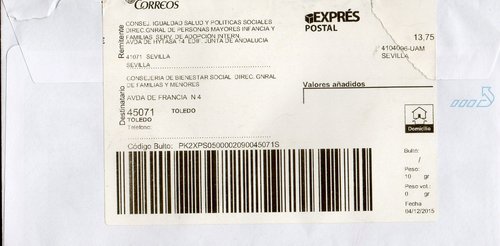 CORREOS
Remitente
CONSEJ. IGUALDAD SALUD Y POLITICAS SOCIALES
DIREC.GNRAL DE PERSONAS MAYORES INFANCIA Y
FAMILIAS SERV. DE ADOPCION INTERN
AVDA DE HYTASA 14 EDIF. JUNTA DE ANDALUCIA
41071 SEVILLA
SEVILLA
EXPRÉS
POSTAL
13,75
4104096-UAM
SEVILLA
Destinatario
CONSEJERIA DE BIENESTAR SOCIAL DIREC. GNRAL
DE FAMILIAS Y MENORES
AVDA DE FRANCIA N 4
45071 TOLEDO
TOLEDO
Teléfono:
Valores añadidos
Domicilio
Código Bulto: PK2XPS0500002090045071S
Bulto:
/
Peso:
10 gr
Peso vol.:
0 gr
Fecha
04/12/2015